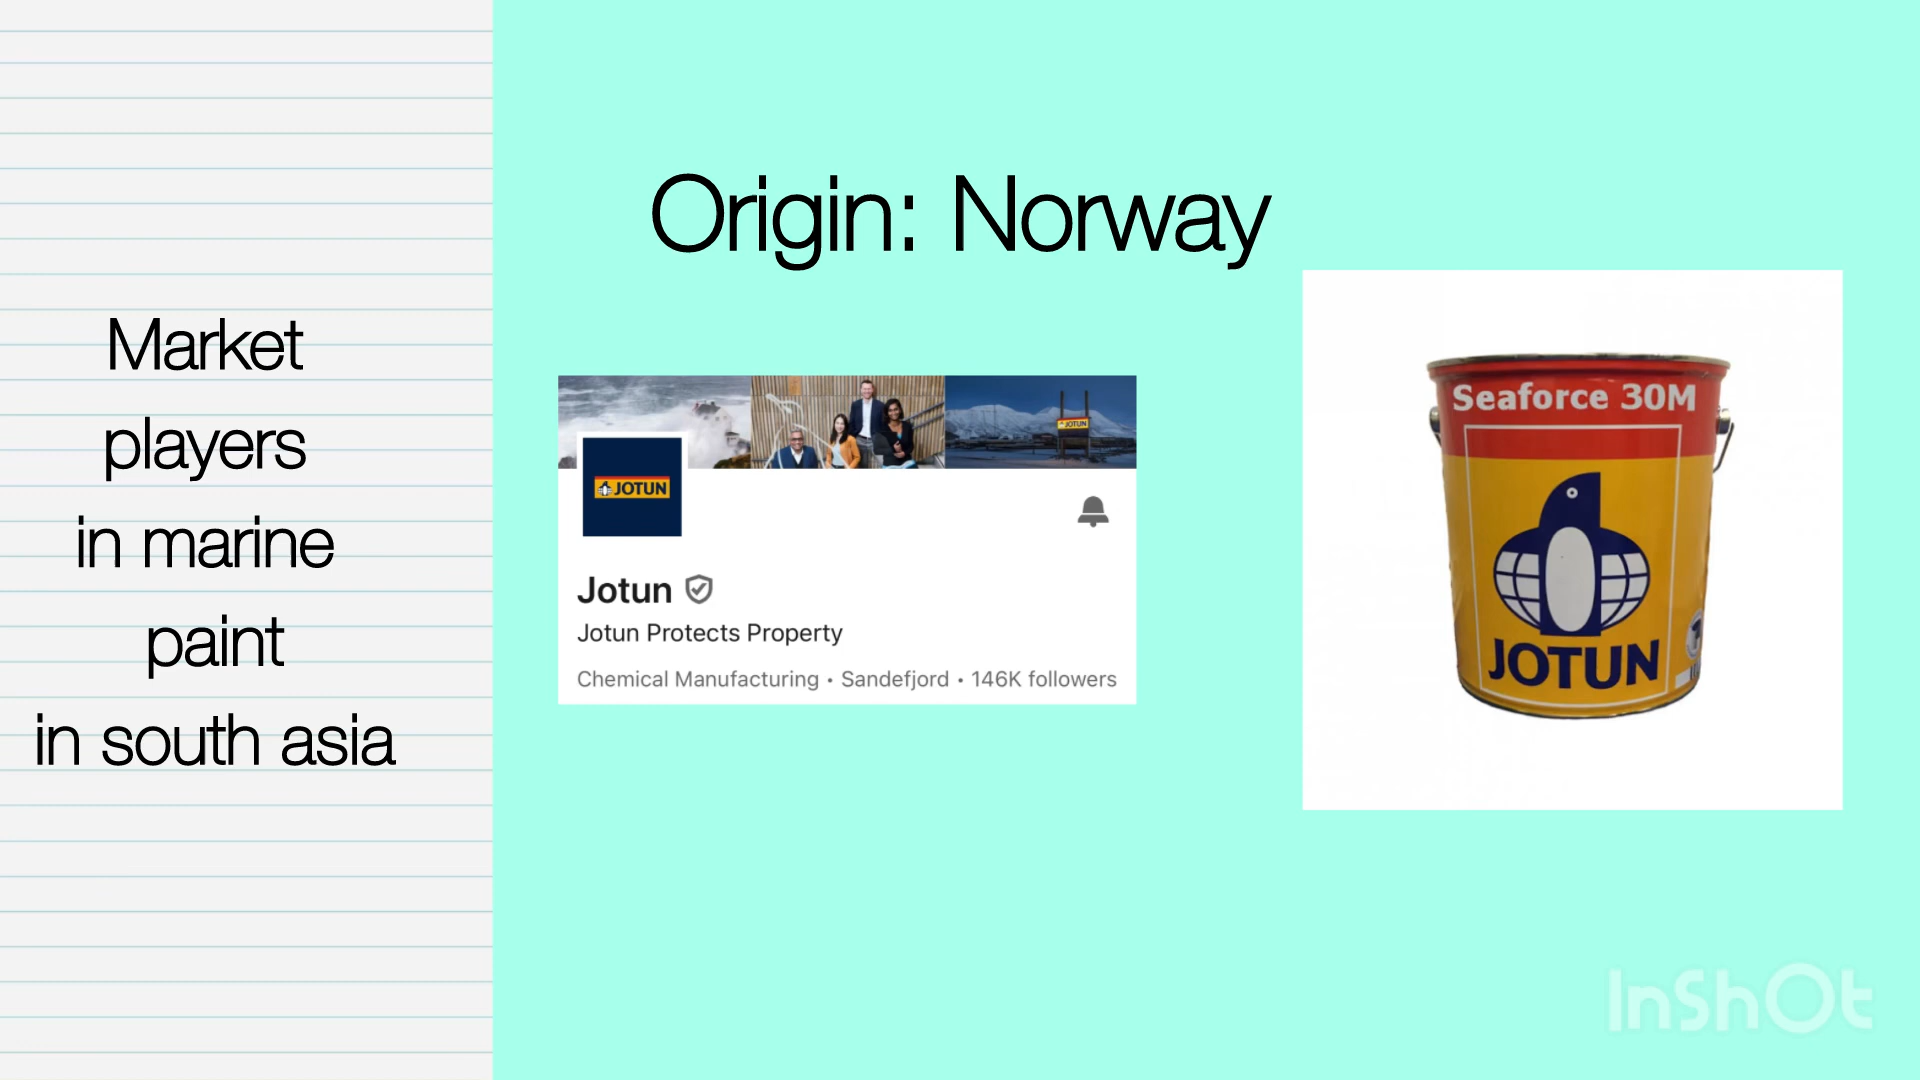 Market
players
in marine
paint
in south asia
Origin: Norway
JOTUN
JOTUN
Jotun
Jotun Protects Property
Chemical Manufacturing • Sandefjord • 146K followers
Seaforce 30M
JOTUN
InShOt